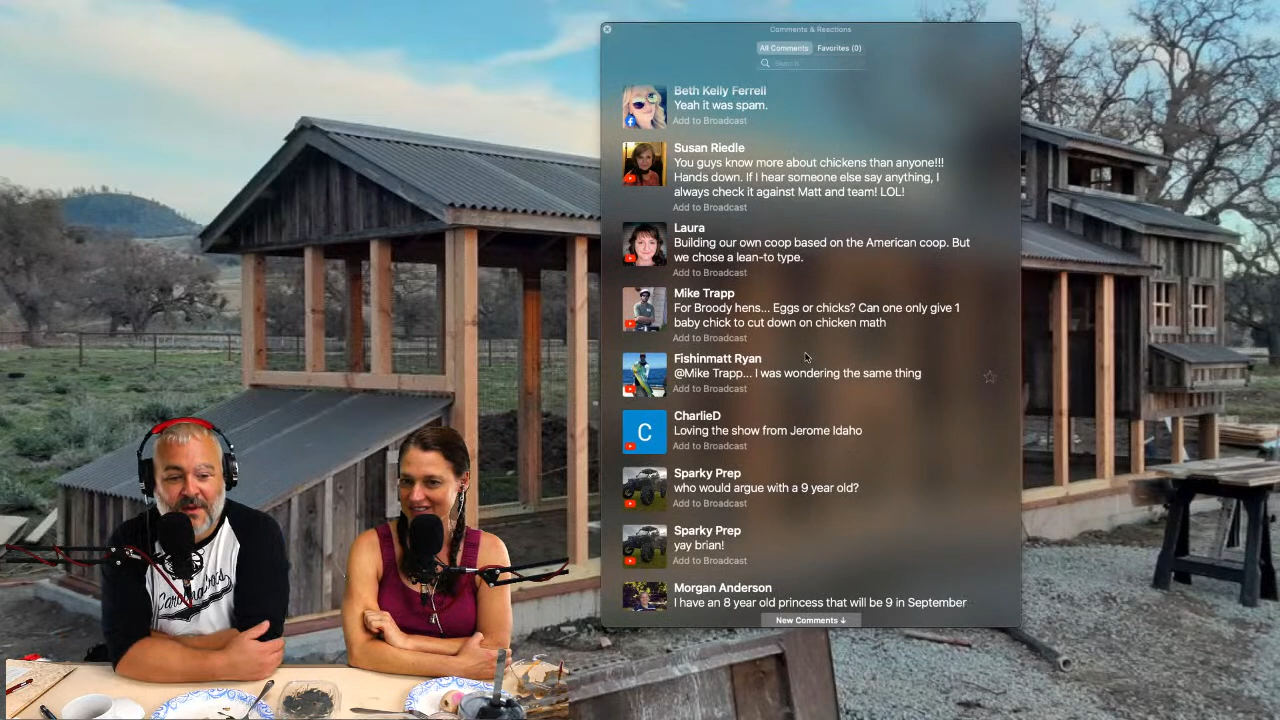 Comments & Reactions
All Comments
Favorites (0)
Search
Beth Kelly Ferrell
Yeah it was spam.
Add to Broadcast
Susan Riedle
You guys know more about chickens than anyone!!!
Hands down. If I hear someone else say anything, I
always check it against Matt and team! LOL!
Add to Broadcast
Laura
Building our own coop based on the American coop. But
we chose a lean-to type.
Add to Broadcast
Mike Trapp
For Broody hens... Eggs or chicks? Can one only give 1
baby chick to cut down on chicken math
Add to Broadcast
Fishinmatt Ryan
@Mike Trapp... I was wondering the same thing
Add to Broadcast
C
CharlieD
Loving the show from Jerome Idaho
Add to Broadcast
Sparky Prep
who would argue with a 9 year old?
Add to Broadcast
Sparky Prep
yay brian!
Add to Broadcast
Morgan Anderson
I have an 8 year old princess that will be 9 in September
New Comments ↓